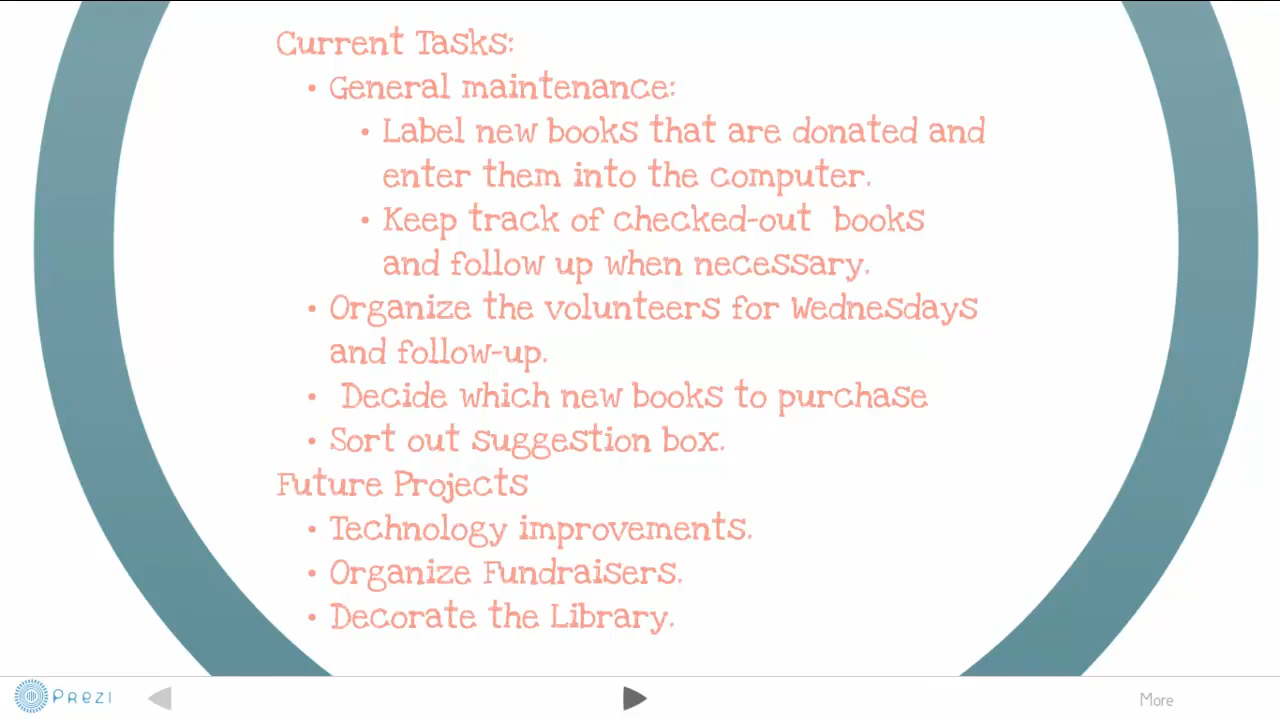 Current Tasks:
• General maintenance:
• Label new books that are donated and
enter them into the computer.
• Keep track of checked-out  books
and follow up when necessary.
• Organize the volunteers for Wednesdays
and follow-up.
•  Decide which new books to purchase
• Sort out suggestion box.
Future Projects
• Technology improvements.
• Organize Fundraisers.
• Decorate the Library.
Prezi
More